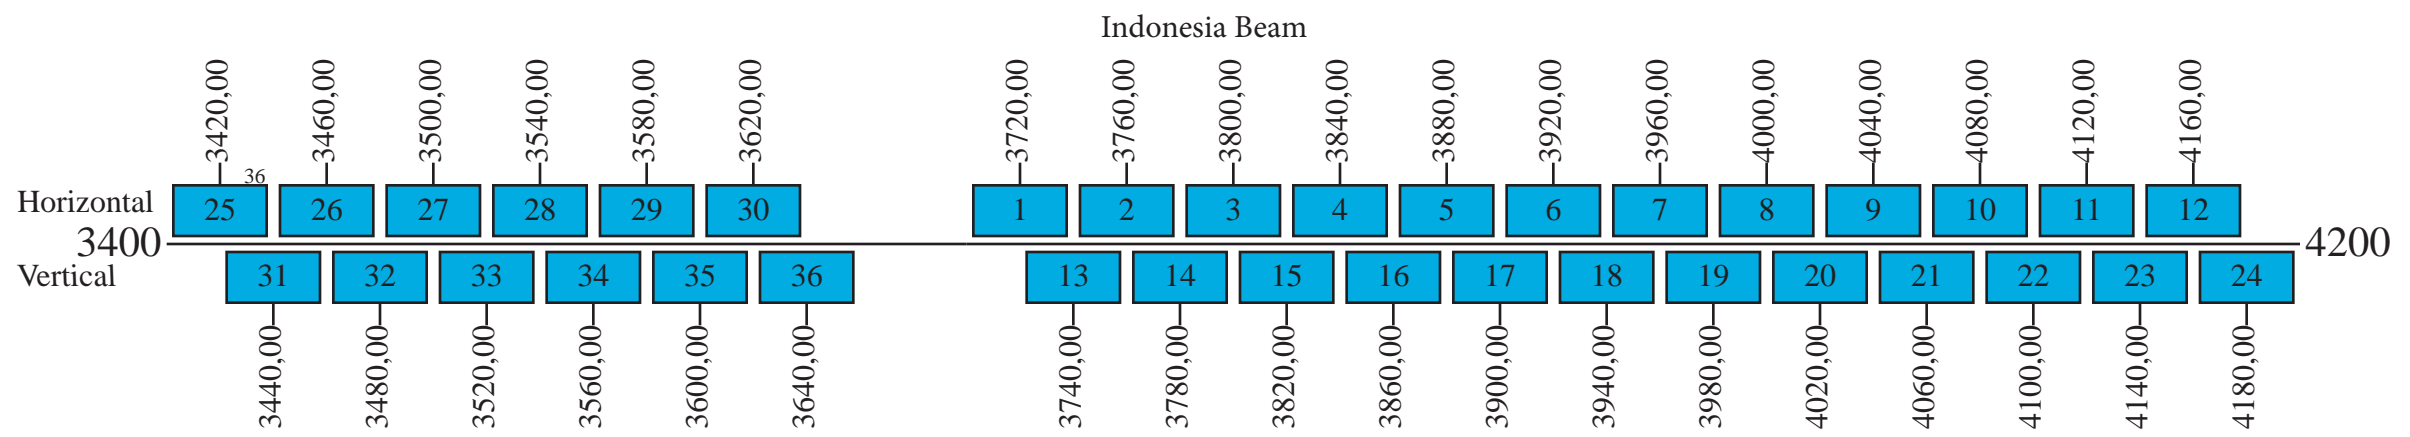 Indonesia Beam
3420,00 3460,00 3500,00 3540,00 3580,00 3620,00 3720,00 3760,00 3800,00 3840,00 3880,00 3920,00 3960,00 4000,00 4040,00 4080,00 4120,00 4160,00
36
Horizontal 25 26 27 28 29 30 1 2 3 4 5 6 7 8 9 10 11 12
3400 4200
Vertical 31 32 33 34 35 36 13 14 15 16 17 18 19 20 21 22 23 24
3440,00 3480,00 3520,00 3560,00 3600,00 3640,00 3740,00 3780,00 3820,00 3860,00 3900,00 3940,00 3980,00 4020,00 4060,00 4100,00 4140,00 4180,00